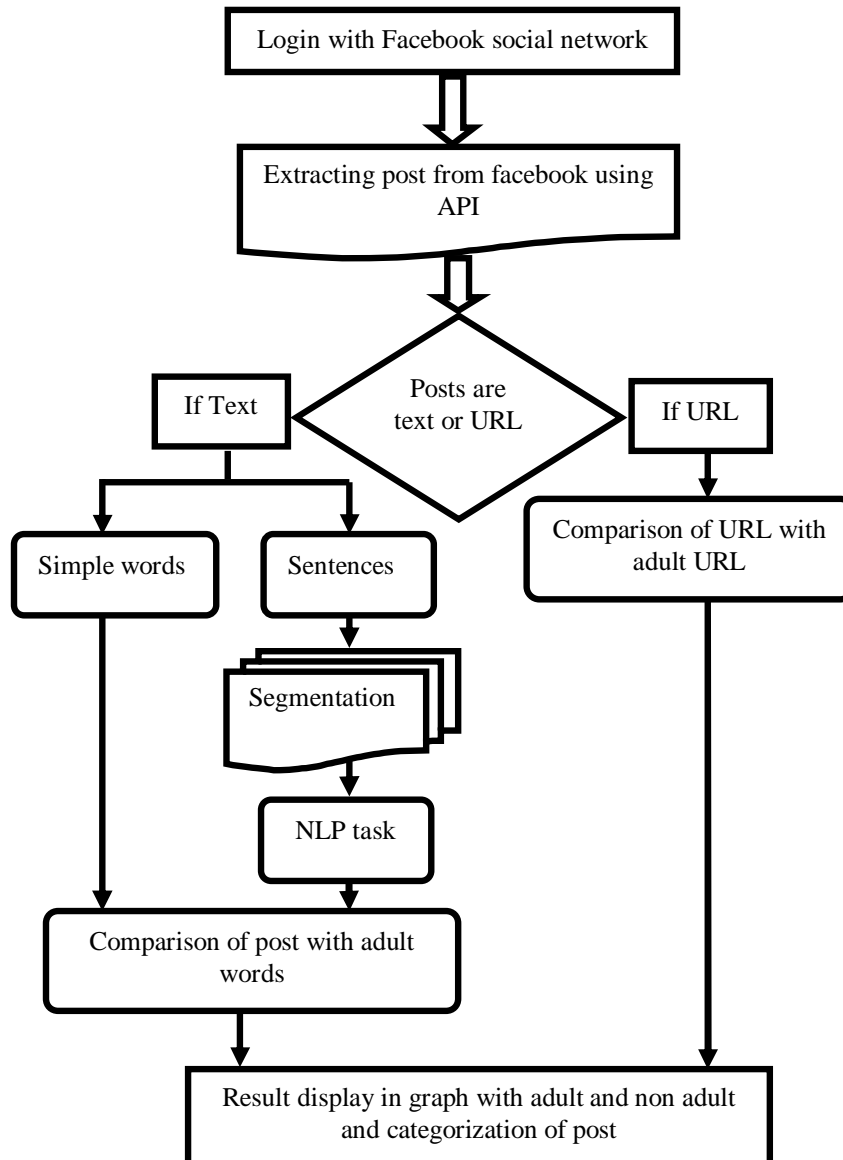 Login with Facebook social network
Extracting post from facebook using
API
Posts are
text or URL
If Text
If URL
Simple words
Sentences
Comparison of URL with
adult URL
Segmentation
NLP task
Comparison of post with adult
words
Result display in graph with adult and non adult
and categorization of post